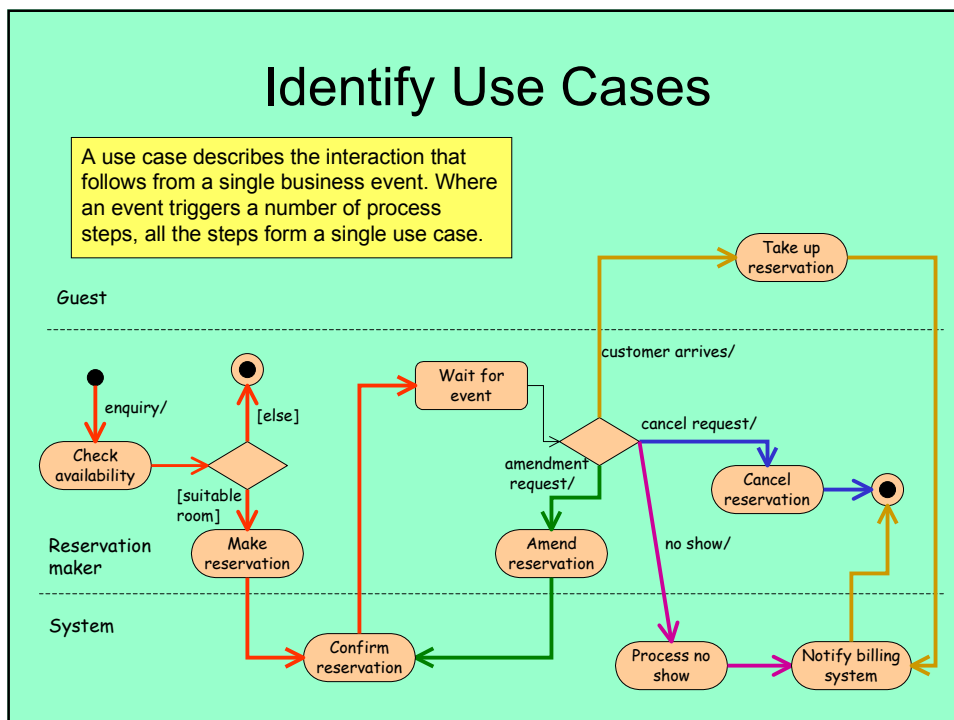 Identify Use Cases
A use case describes the interaction that
follows from a single business event. Where
an event triggers a number of process
steps, all the steps form a single use case.
Take up
reservation
Guest
customer arrives/
Wait for
event
enquiry/
[else]
cancel request/
Check
availability
amendment
request/
Cancel
reservation
[suitable
room]
Reservation
maker
Make
reservation
Amend
reservation
no show/
System
Confirm
reservation
Process no
show
Notify billing
system